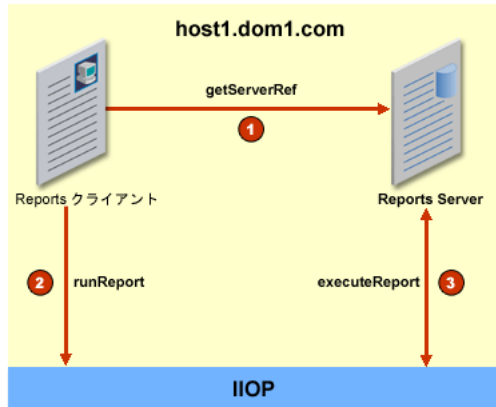 host1.dom1.com
getServerRef
1
Reports クライアント
Reports Server
2
runReport
executeReport
3
IIOP